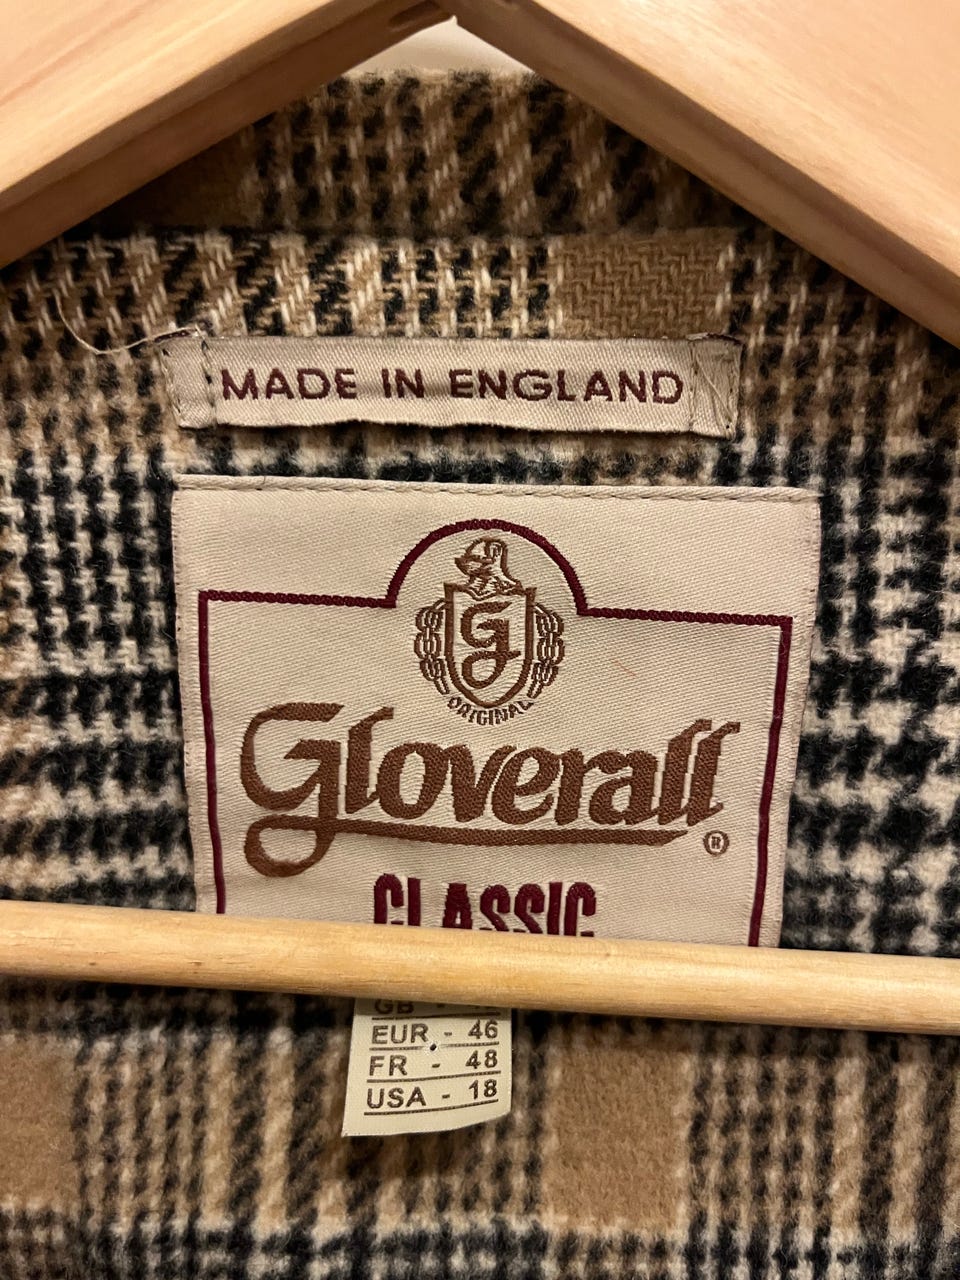 MADE IN ENGLAND
G
ORIGINAL
Gloverall ®
CLASSIC
GB -
EUR - 46
FR - 48
USA - 18